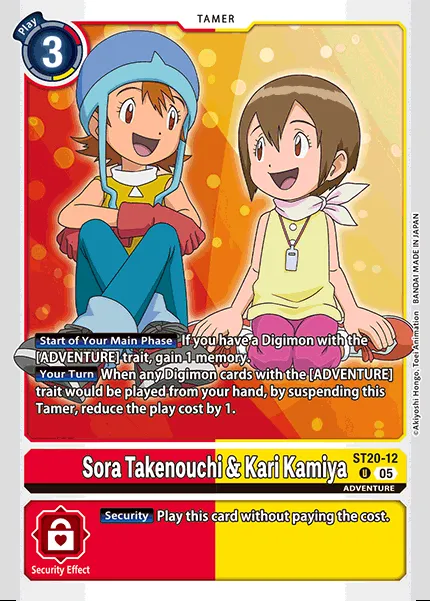 TAMER
Play
3
Start of Your Main Phase If you have a Digimon with the
[ADVENTURE] trait, gain 1 memory.
Your Turn When any Digimon cards with the [ADVENTURE]
trait would be played from your hand, by suspending this
Tamer, reduce the play cost by 1.
©Akiyoshi Hongo, Toei Animation BANDAI MADE IN JAPAN
Sora Takenouchi & Kari Kamiya
ST20-12
U 05
ADVENTURE
Security Play this card without paying the cost.
Security Effect